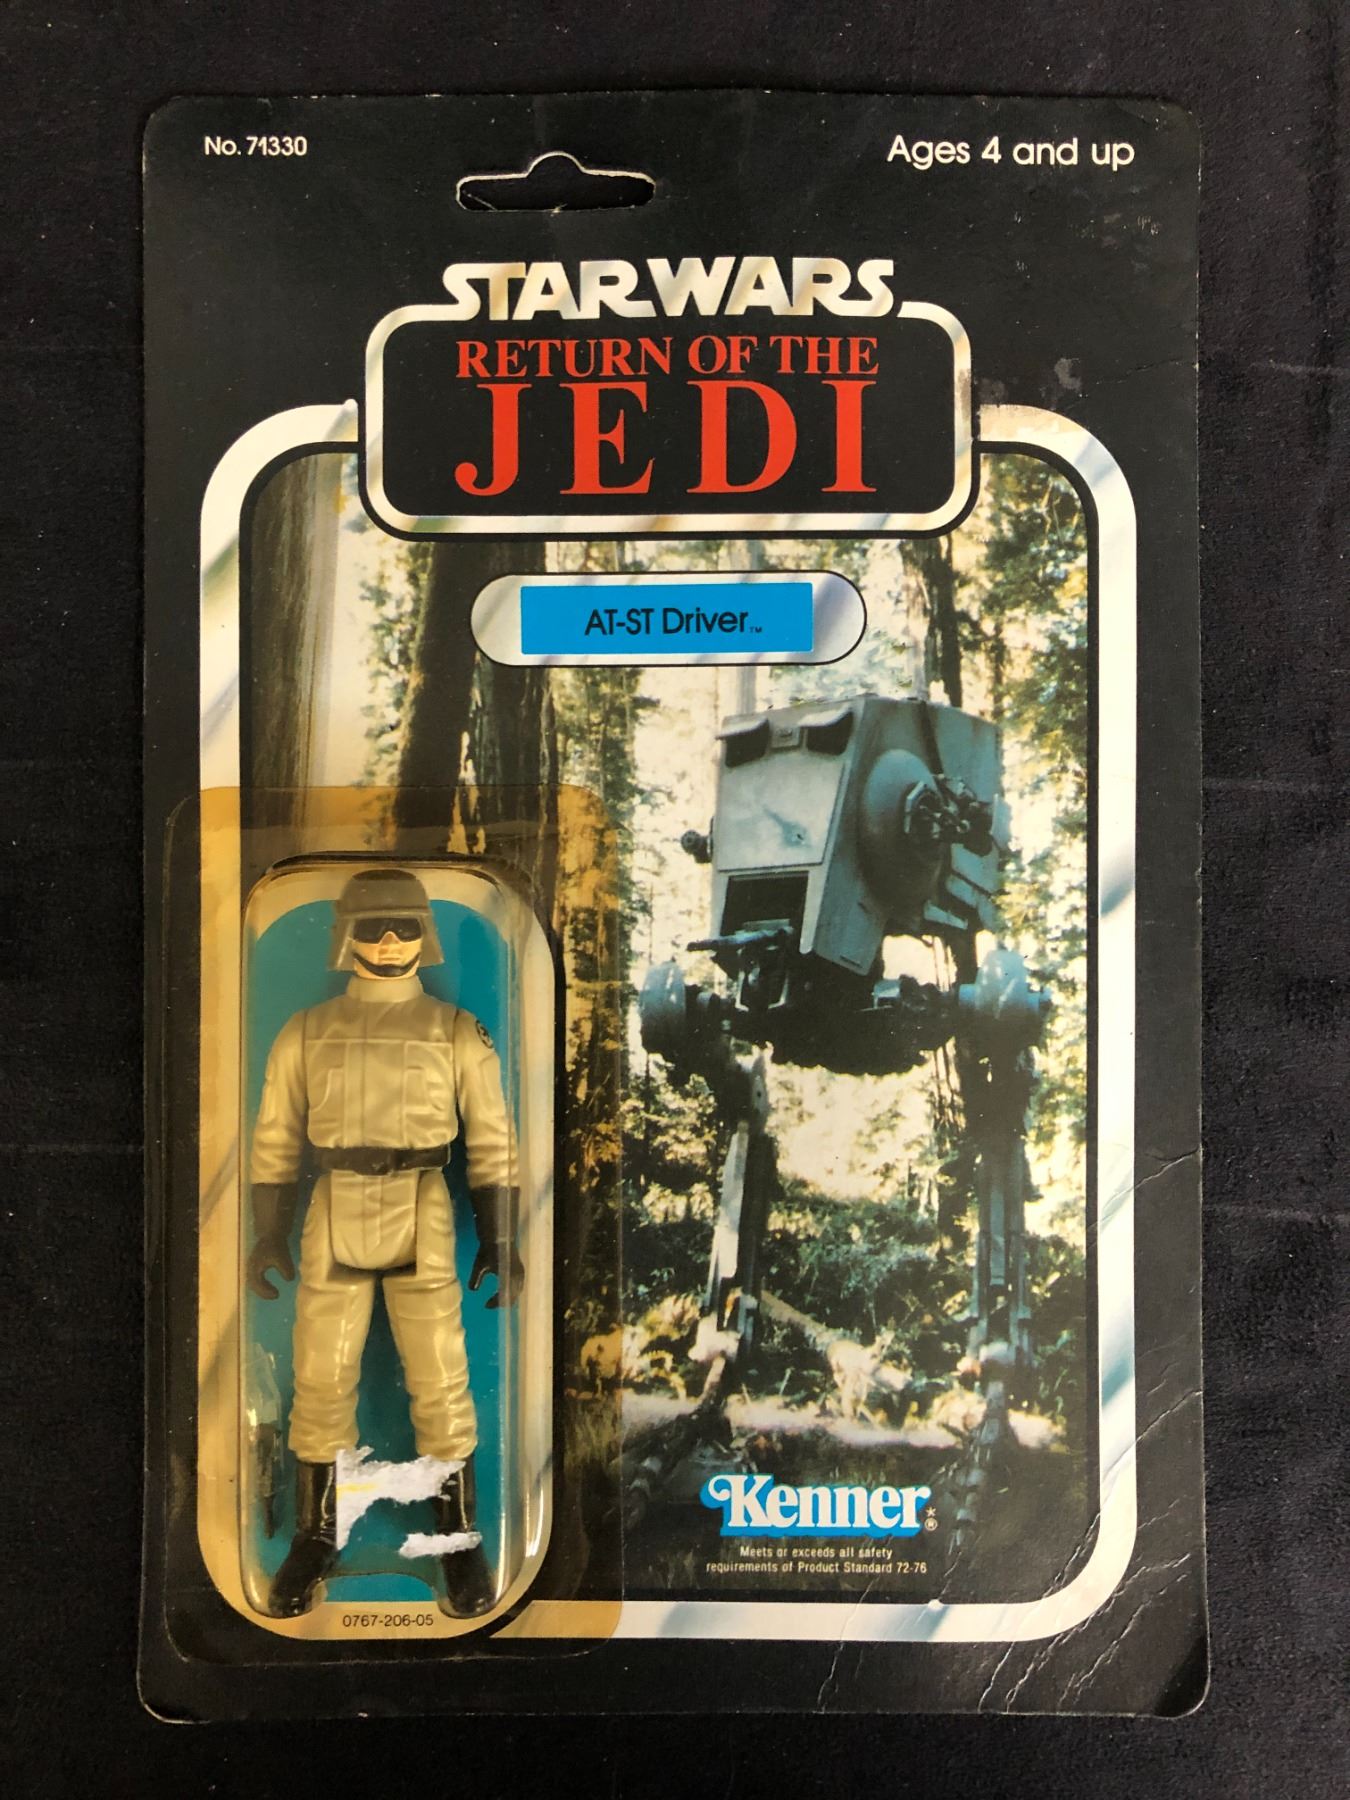 No. 71330
Ages 4 and up
STAR WARS
RETURN OF THE
JEDI
AT-ST Driver™
Kenner®
Meets or exceeds all safety
requirements of Product Standard 72-76
0767-206-05